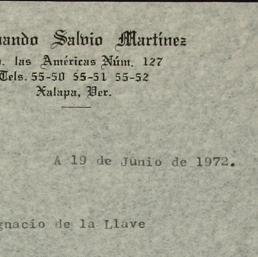 nando Salvio Martinez
. las Américas Núm. 127
Tels. 55-50 55-51 55-52
Xalapa, Ver.
A 19 de Junio de 1972.
gnacio de la Llave